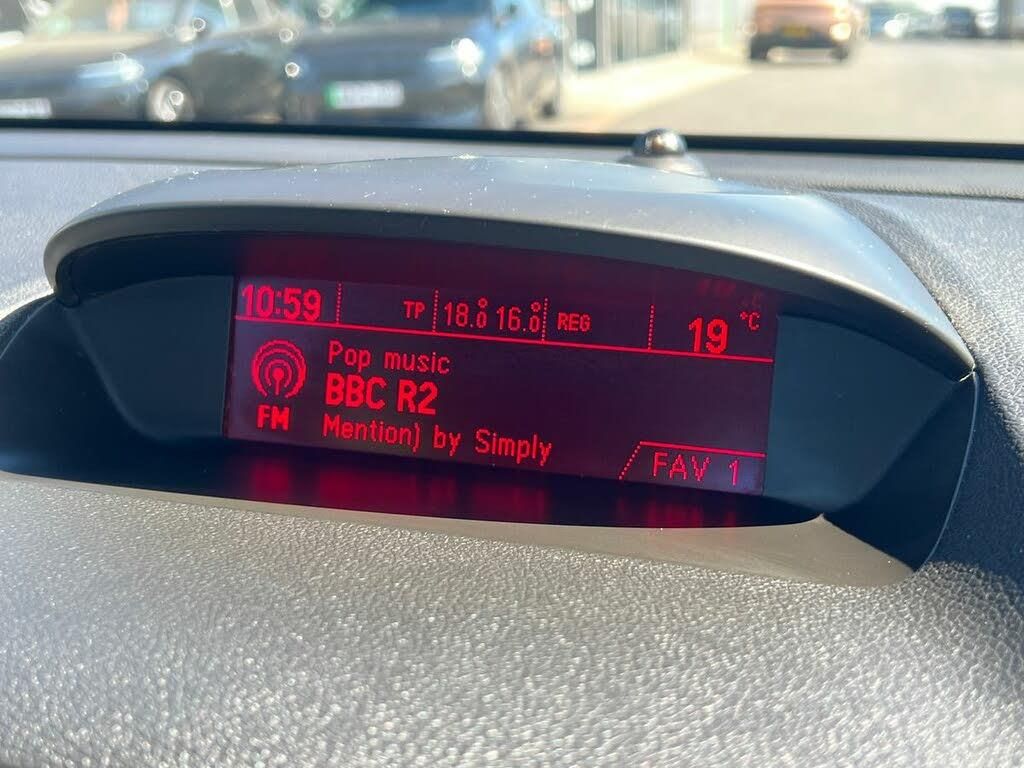 10:59 TP 18.0 16.0 REG 19 °C
Pop music
BBC R2
FM Mention) by Simply
FAV 1